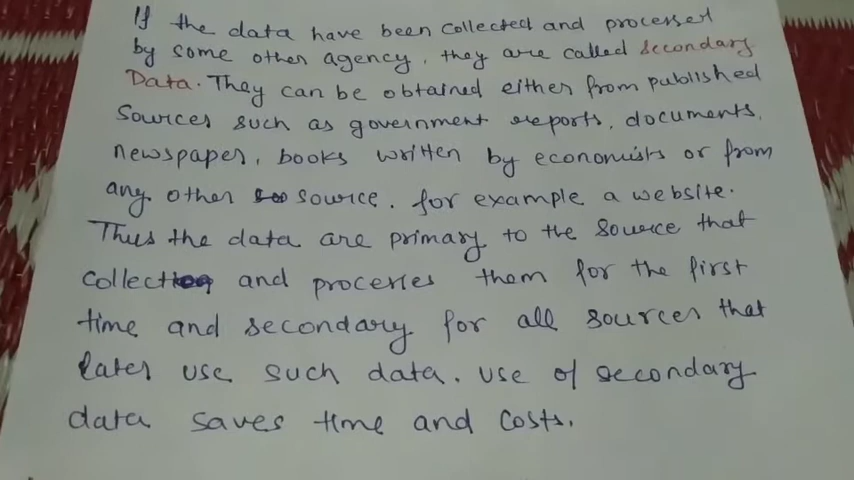 If the data have been collected and processed
by some other agency, they are called Secondary
Data. They can be obtained either from published
Sources such as government reports, documents,
newspaper, books written by economists or from
any other source. for example a website.
Thus the data are primary to the source that
collect and processes them for the first
time and secondary for all sources that
later use such data. Use of secondary
data saves time and costs.